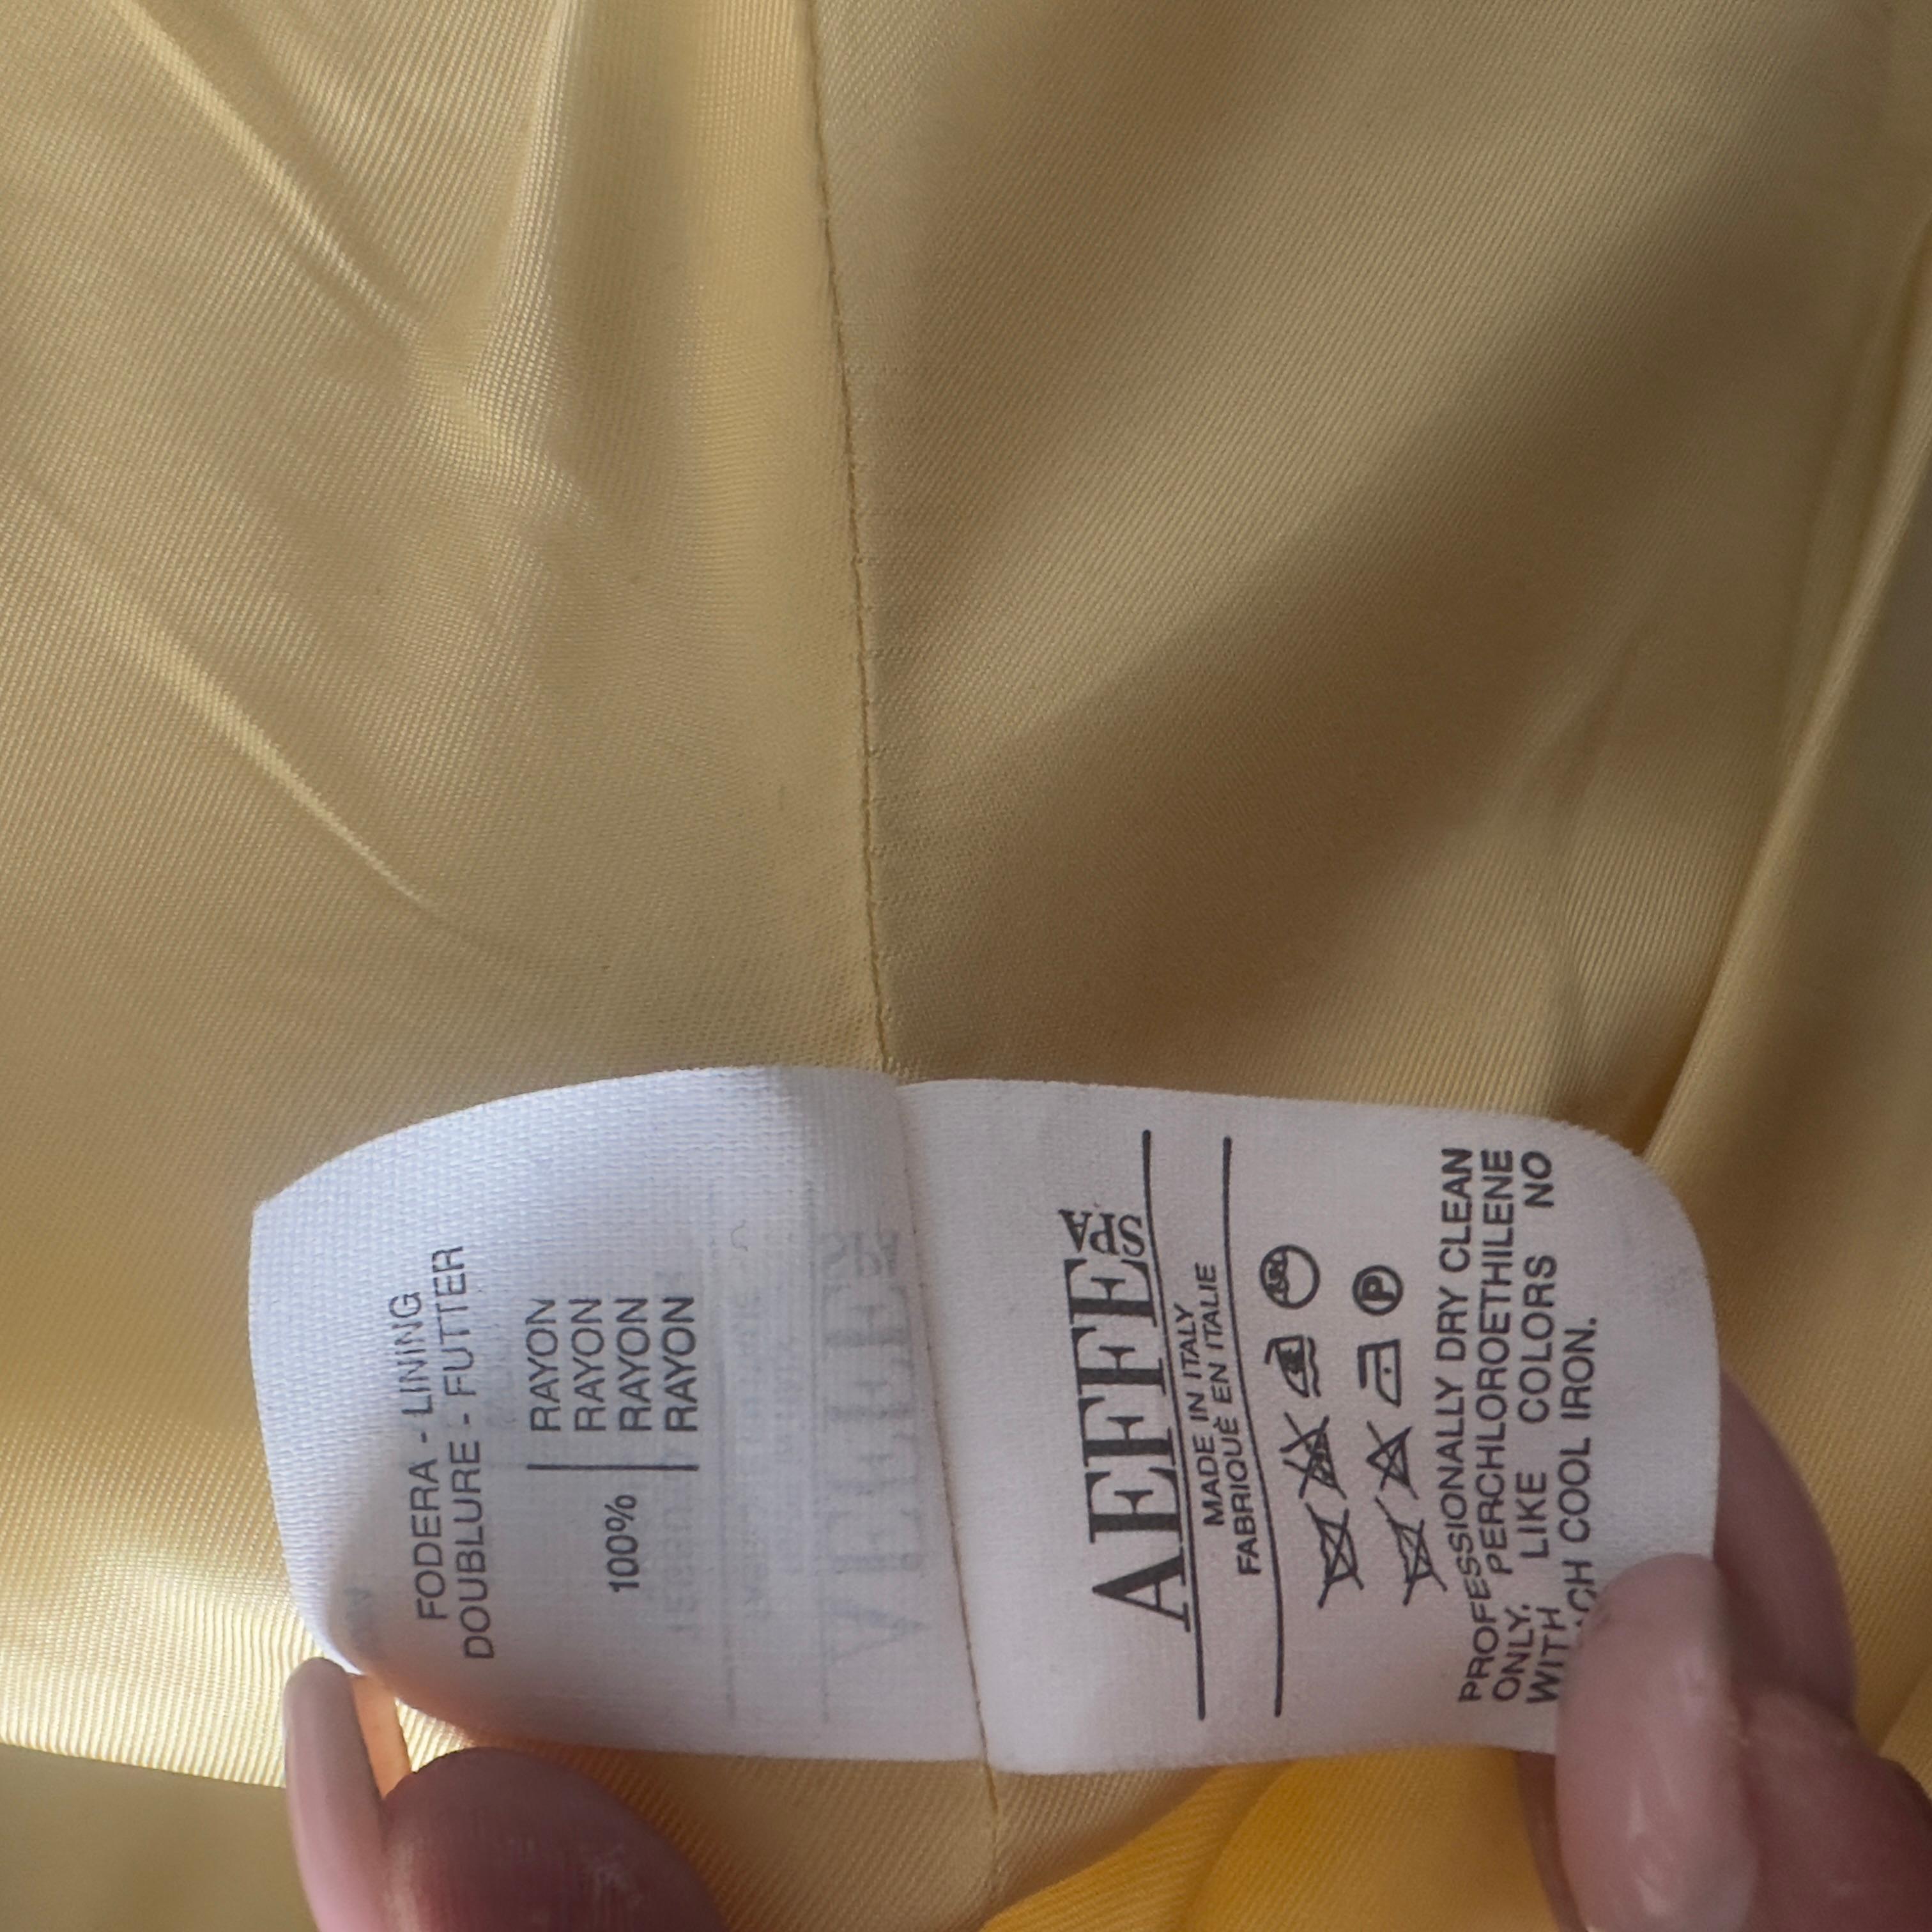 FODERA - LINING
DOUBLURE - FUTTER
RAYON
RAYON
100% RAYON
RAYON
AEFFE SPA
MADE IN ITALY
FABRIQUÈ EN ITALIE
P
PROFESSIONALLY DRY CLEAN
ONLY, PERCHLOROETHILENE
WITH LIKE COLORS NO
COOL IRON.